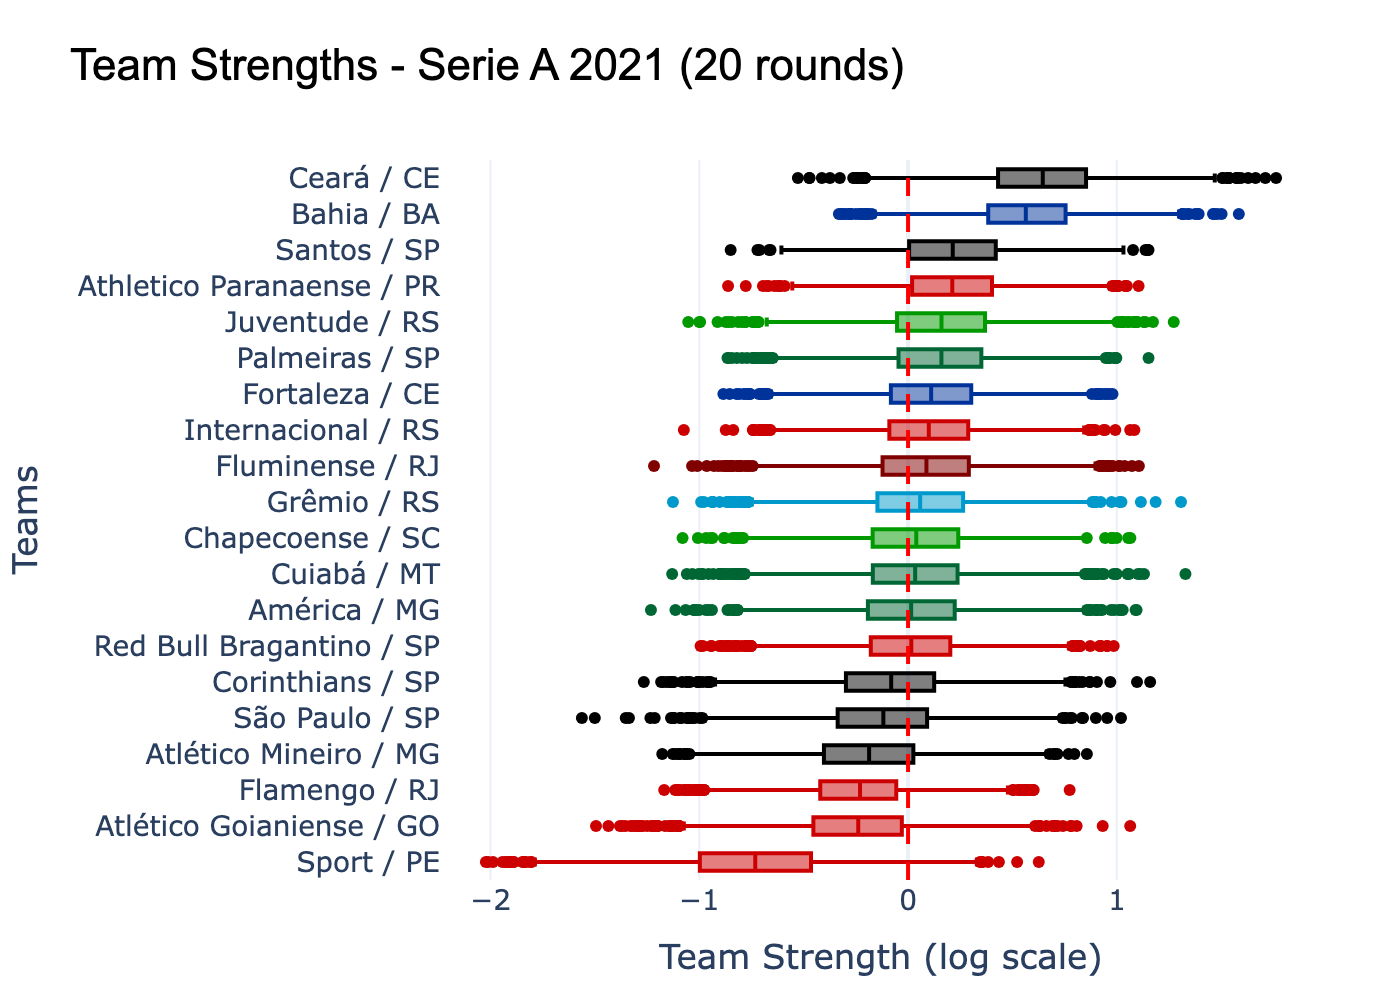 Team Strengths - Serie A 2021 (20 rounds)
Teams
Ceará / CE
Bahia / BA
Santos / SP
Athletico Paranaense / PR
Juventude / RS
Palmeiras / SP
Fortaleza / CE
Internacional / RS
Fluminense / RJ
Grêmio / RS
Chapecoense / SC
Cuiabá / MT
América / MG
Red Bull Bragantino / SP
Corinthians / SP
São Paulo / SP
Atlético Mineiro / MG
Flamengo / RJ
Atlético Goianiense / GO
Sport / PE
−2 −1 0 1
Team Strength (log scale)